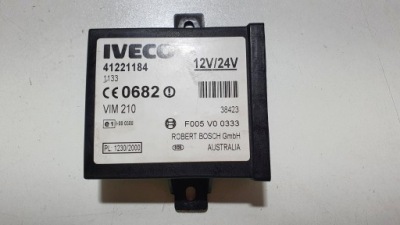 IVECO
12V/24V
41221184
1133
CE 0682
VIM 210
38423
F005 V0 0333
ROBERT BOSCH GmbH
AUSTRALIA
PL 1230/2000